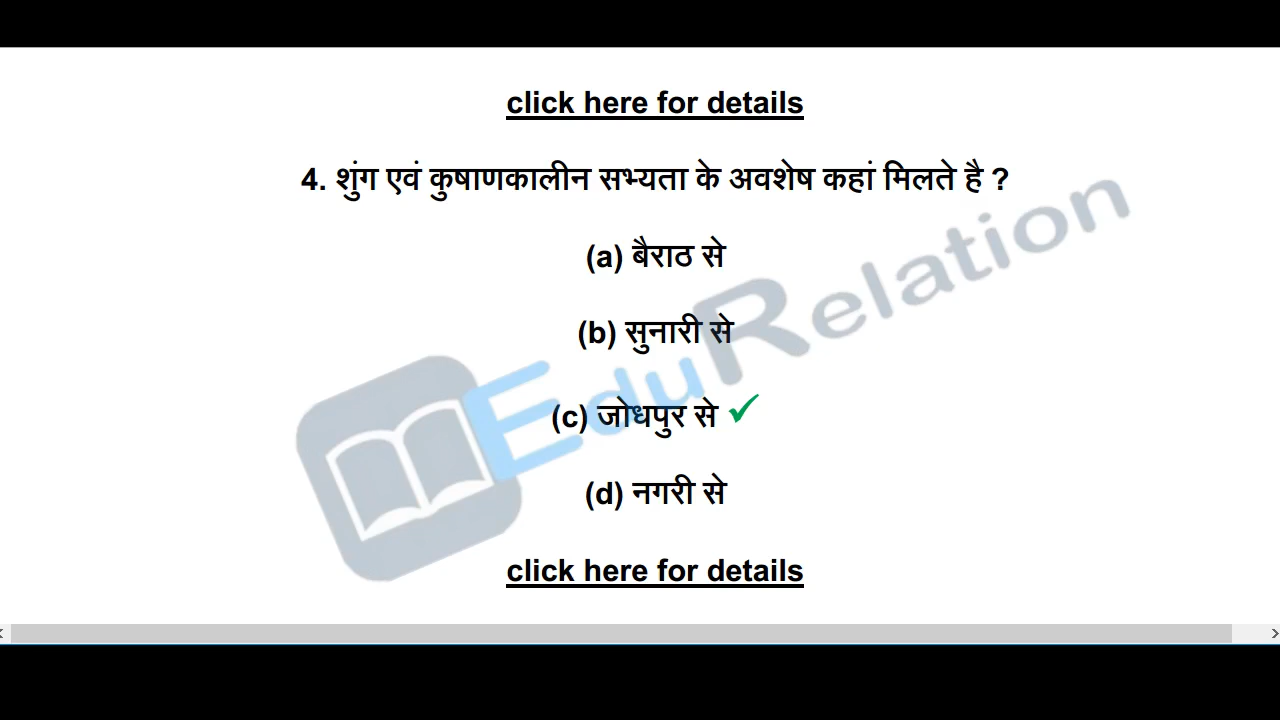 click here for details
4. शुंग एवं कुषाणकालीन सभ्यता के अवशेष कहां मिलते है ?
(a) बैराठ से
(b) सुनारी से
(c) जोधपुर से ✓
(d) नगरी से
EduRelation
click here for details